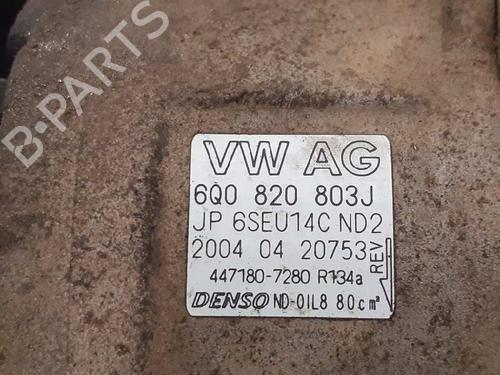 B-PARTS
VW AG
6Q0 820 803J
JP 6SEU14C ND2
2004 04 20753
REV
447180-7280 R134a
DENSO ND-OIL8 80cm³
B-PARTS